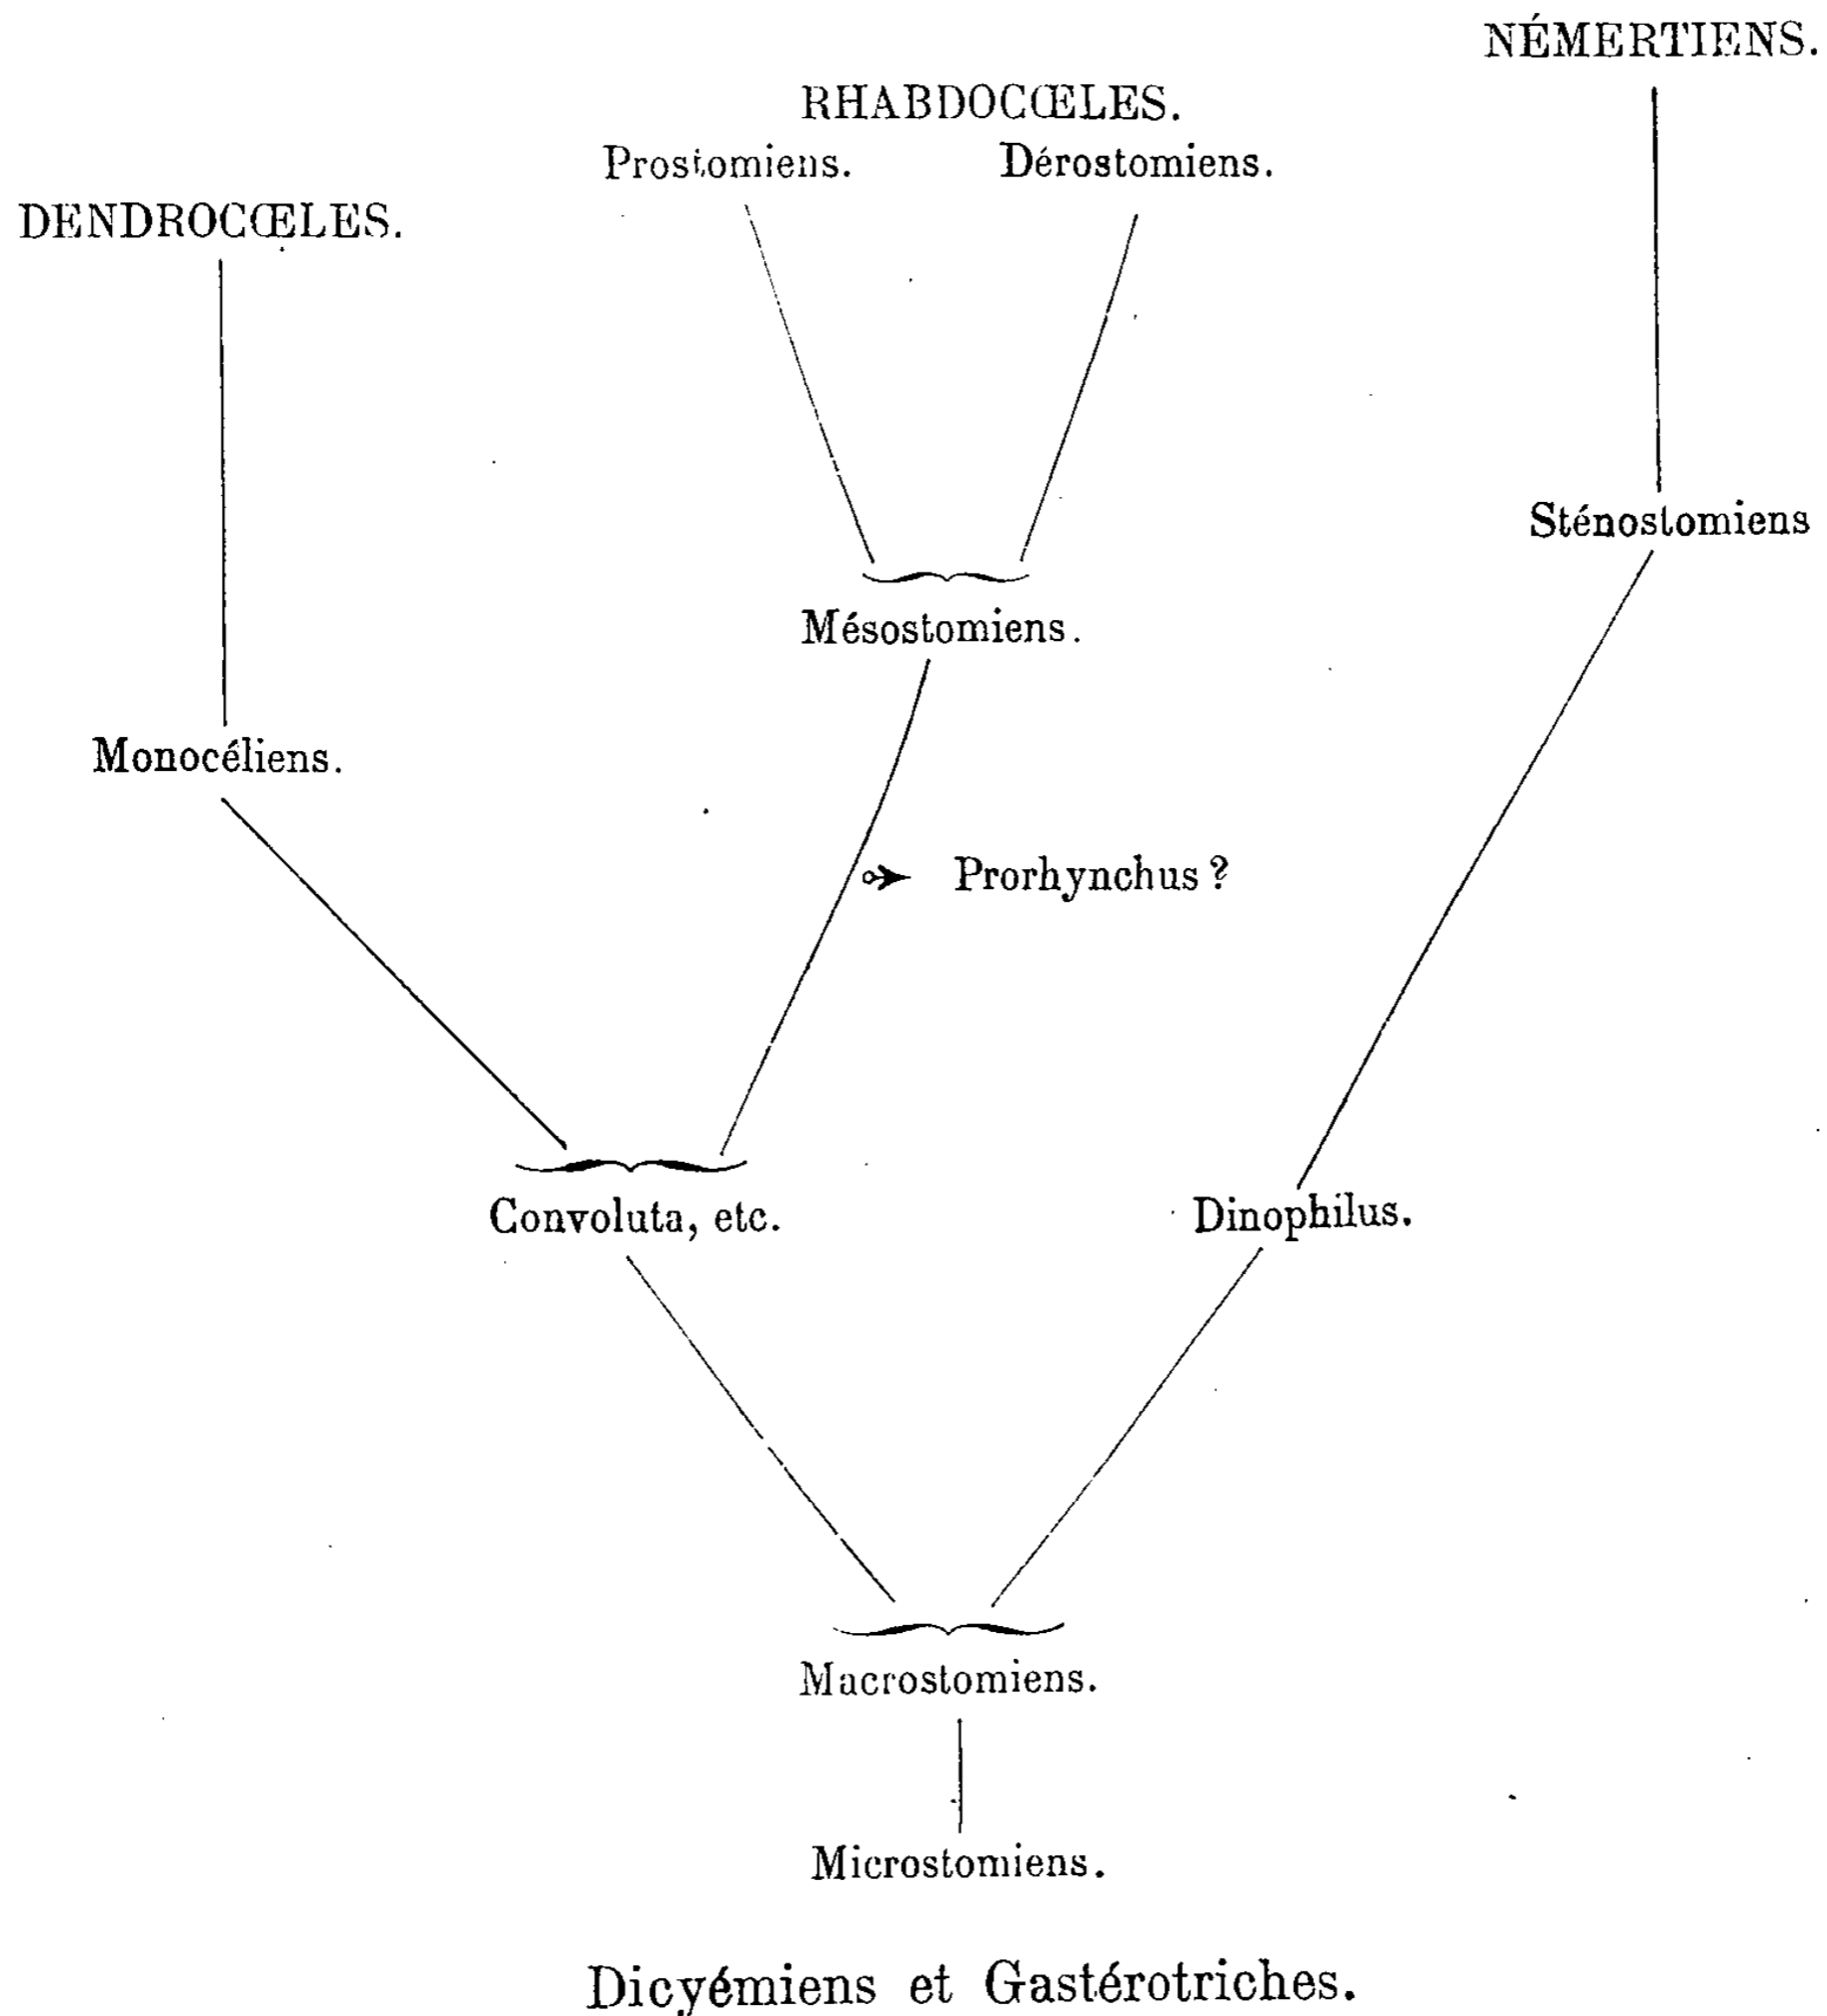 NÉMERTIENS.
RHABDOCŒLES.
Prostomiens. Dérostomiens.
DENDROCŒLES.
Sténostomiens
Mésostomiens.
Monocéliens.
Prorhynchus ?
Convoluta, etc. Dinophilus.
Macrostomiens.
Microstomiens.
Dicyémiens et Gastérotriches.